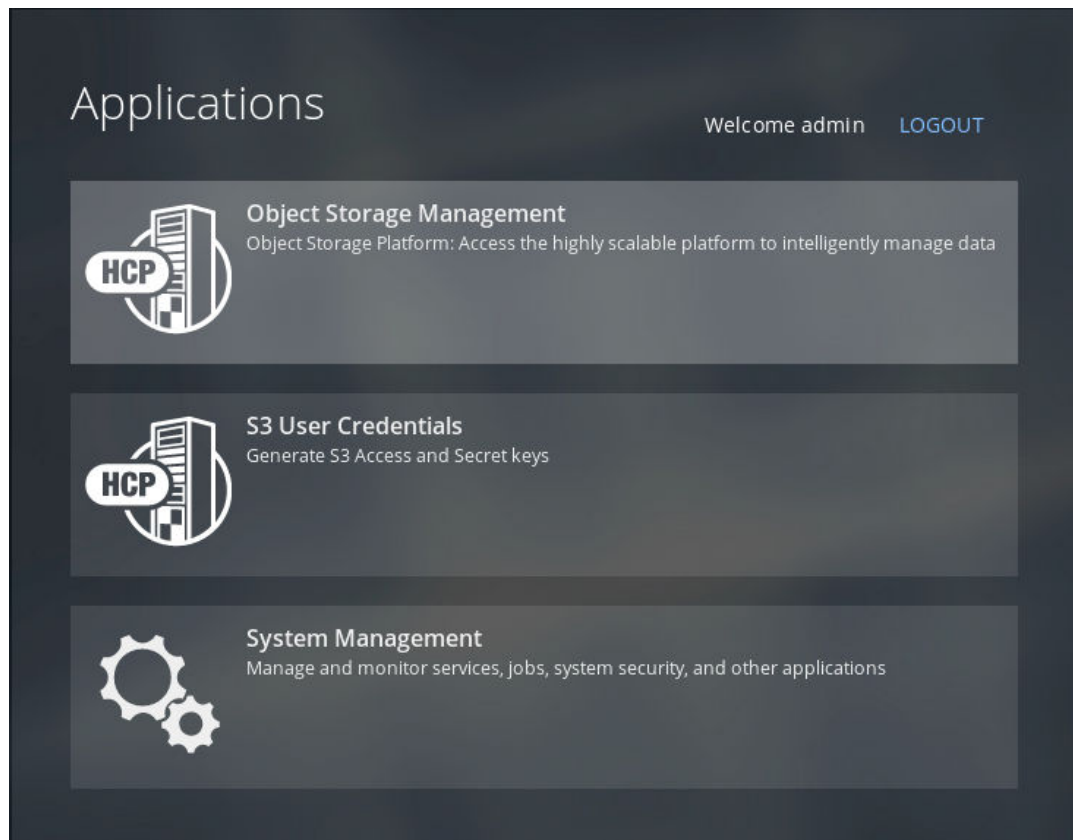 Applications
Welcome admin LOGOUT
Object Storage Management
Object Storage Platform: Access the highly scalable platform to intelligently manage data
HCP
S3 User Credentials
Generate S3 Access and Secret keys
HCP
System Management
Manage and monitor services, jobs, system security, and other applications